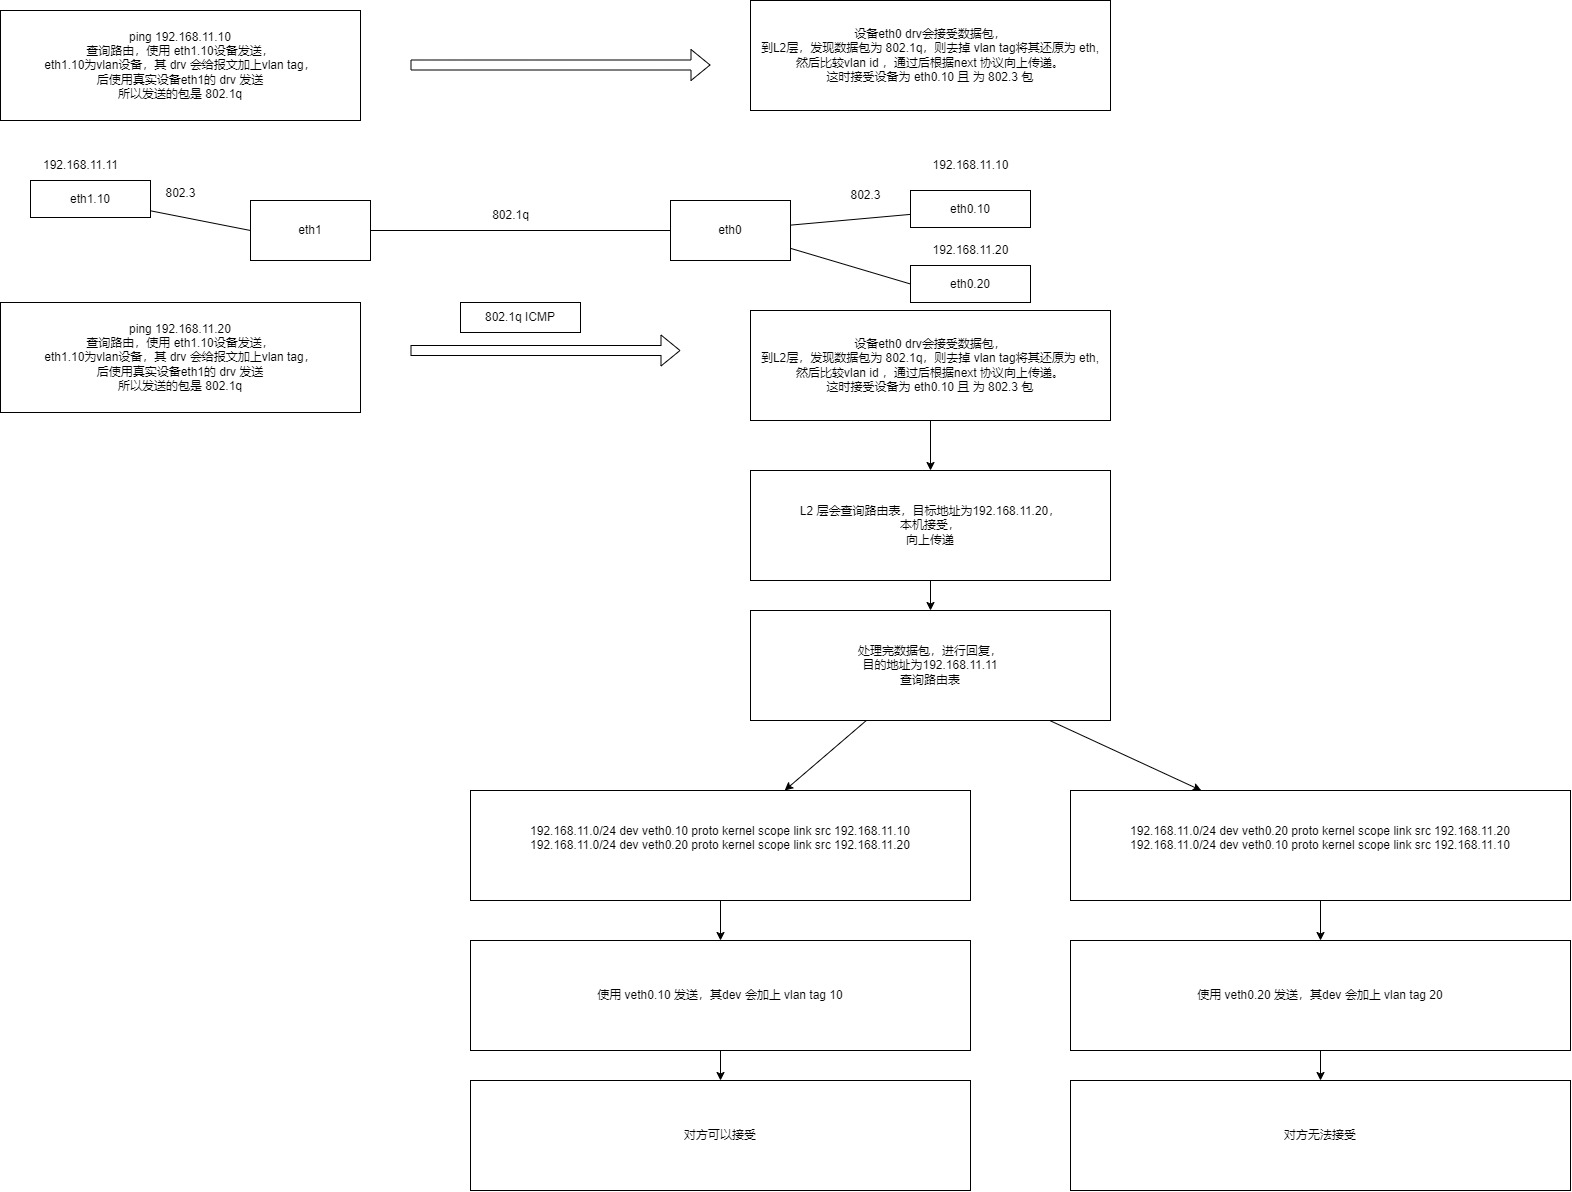 ping 192.168.11.10
查询路由，使用 eth1.10设备发送，
eth1.10为vlan设备，其 drv 会给报文加上vlan tag，
后使用真实设备eth1的 drv 发送
所以发送的包是 802.1q
设备eth0 drv会接受数据包，
到L2层，发现数据包为 802.1q，则去掉 vlan tag将其还原为 eth,
然后比较vlan id ，通过后根据next 协议向上传递。
这时接受设备为 eth0.10 且 为 802.3 包
192.168.11.11
eth1.10
802.3
eth1
802.1q
eth0
802.3
192.168.11.10
eth0.10
192.168.11.20
eth0.20
ping 192.168.11.20
查询路由，使用 eth1.10设备发送，
eth1.10为vlan设备，其 drv 会给报文加上vlan tag，
后使用真实设备eth1的 drv 发送
所以发送的包是 802.1q
802.1q ICMP
设备eth0 drv会接受数据包，
到L2层，发现数据包为 802.1q，则去掉 vlan tag将其还原为 eth,
然后比较vlan id ，通过后根据next 协议向上传递。
这时接受设备为 eth0.10 且 为 802.3 包
L2 层会查询路由表，目标地址为192.168.11.20，
本机接受，
向上传递
处理完数据包，进行回复，
目的地址为192.168.11.11
查询路由表
192.168.11.0/24 dev veth0.10 proto kernel scope link src 192.168.11.10
192.168.11.0/24 dev veth0.20 proto kernel scope link src 192.168.11.20
192.168.11.0/24 dev veth0.20 proto kernel scope link src 192.168.11.20
192.168.11.0/24 dev veth0.10 proto kernel scope link src 192.168.11.10
使用 veth0.10 发送，其dev 会加上 vlan tag 10
使用 veth0.20 发送，其dev 会加上 vlan tag 20
对方可以接受
对方无法接受